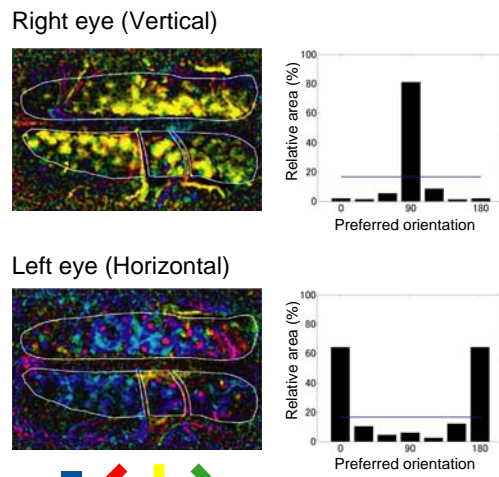 Right eye (Vertical)
100
80
60
40
20
0
Relative area (%)
0 90 180
Preferred orientation
Left eye (Horizontal)
100
80
60
40
20
0
Relative area (%)
0 90 180
Preferred orientation